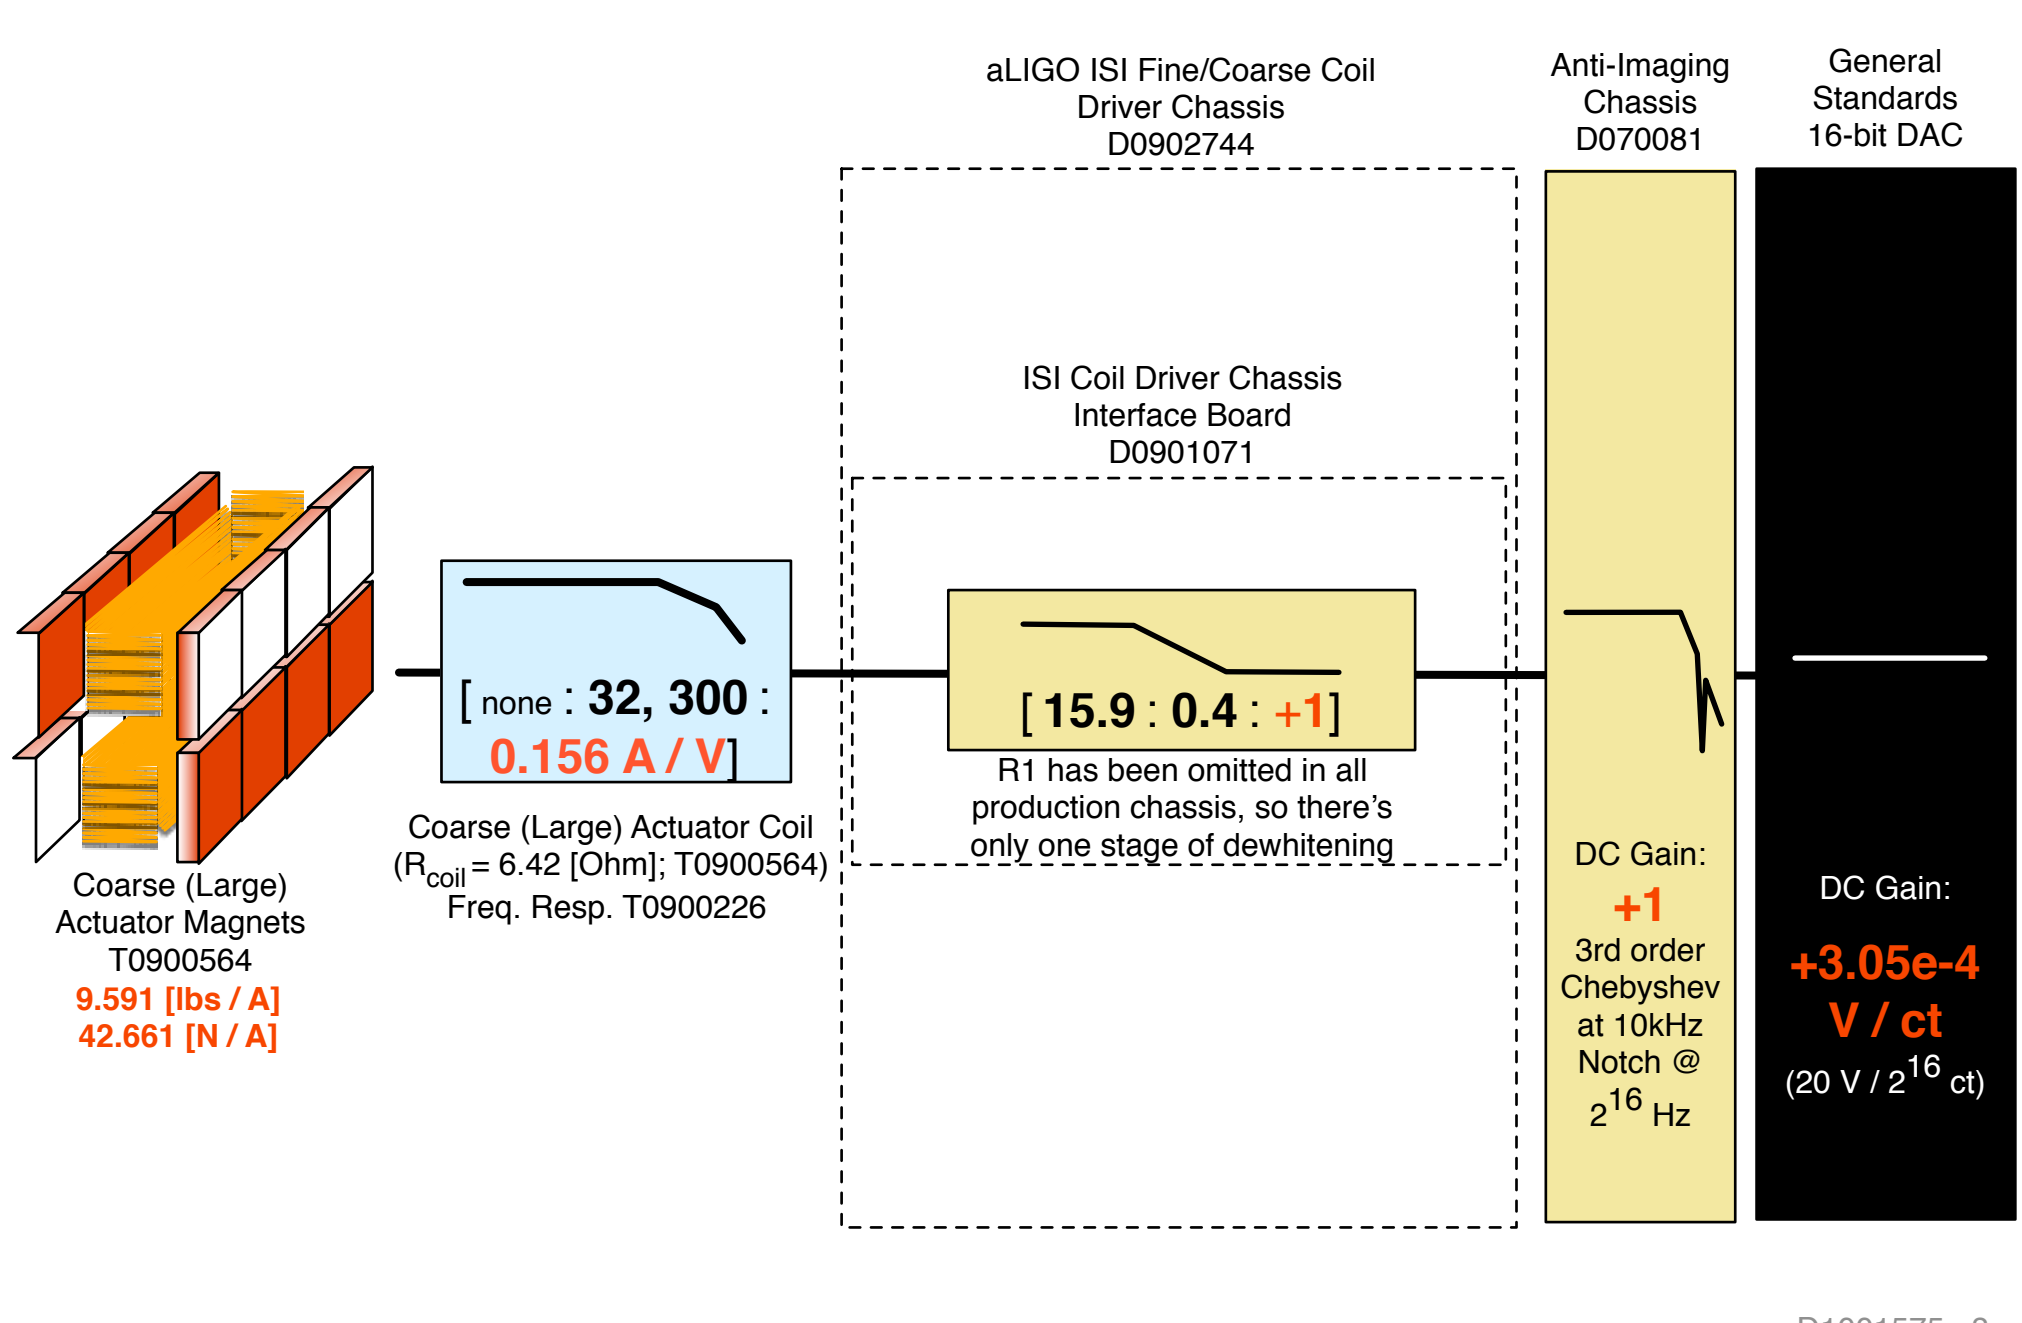 aLIGO ISI Fine/Coarse Coil
Driver Chassis
D0902744
Anti-Imaging
Chassis
D070081
General
Standards
16-bit DAC
ISI Coil Driver Chassis
Interface Board
D0901071
[ none : 32, 300 :
0.156 A / V]
[ 15.9 : 0.4 : +1]
R1 has been omitted in all
production chassis, so there's
only one stage of dewhitening
Coarse (Large) Actuator Coil
(Rcoil = 6.42 [Ohm]; T0900564)
Freq. Resp. T0900226
Coarse (Large)
Actuator Magnets
T0900564
9.591 [lbs / A]
42.661 [N / A]
DC Gain:
+1
3rd order
Chebyshev
at 10kHz
Notch @
2^16 Hz
DC Gain:
+3.05e-4
V / ct
(20 V / 2^16 ct)